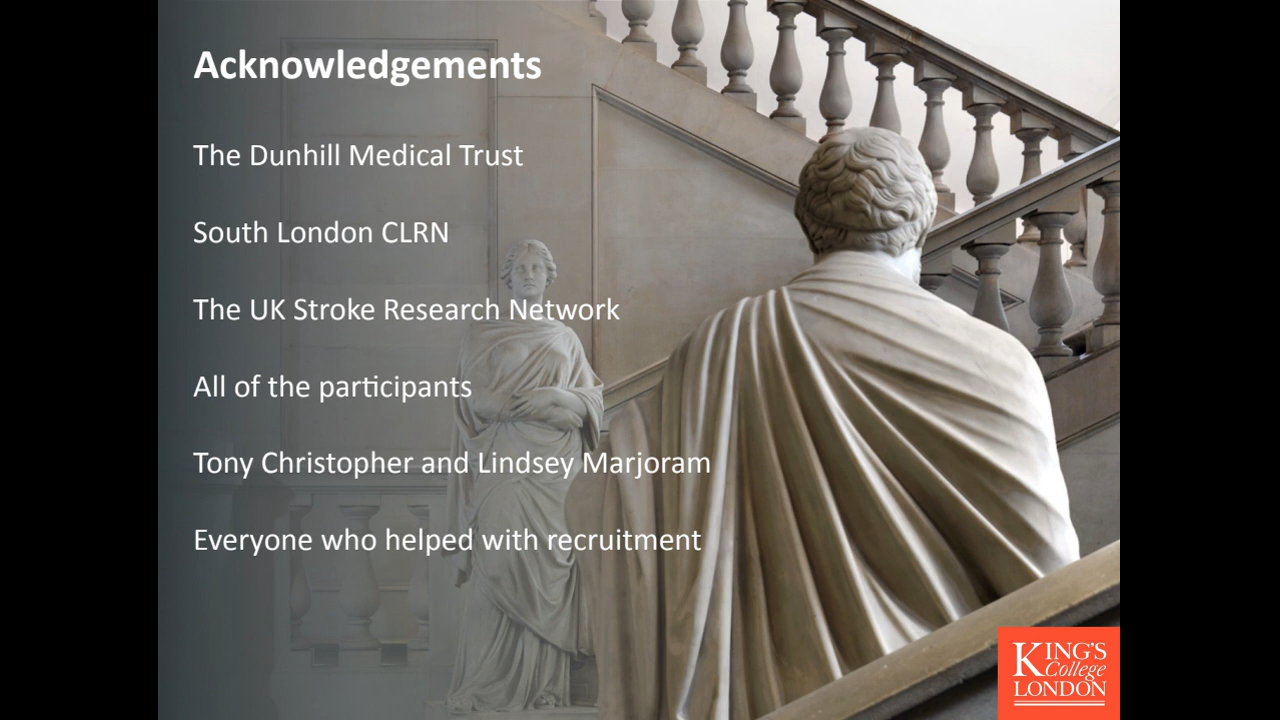 Acknowledgements
The Dunhill Medical Trust
South London CLRN
The UK Stroke Research Network
All of the participants
Tony Christopher and Lindsey Marjoram
Everyone who helped with recruitment
KING'S
College
LONDON